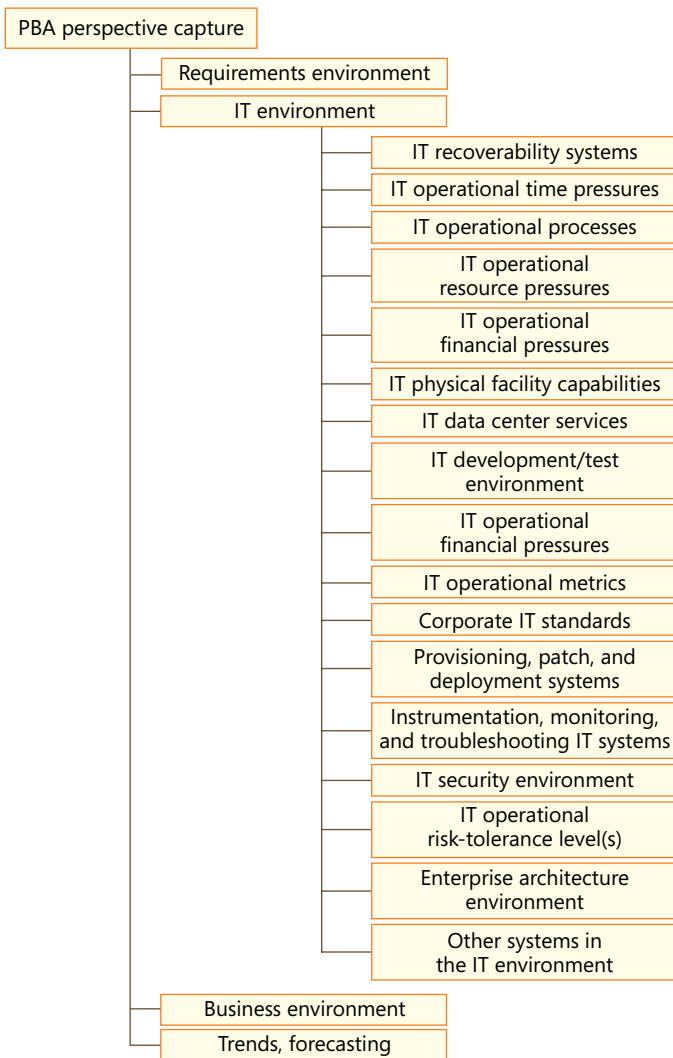 PBA perspective capture
Requirements environment
IT environment
IT recoverability systems
IT operational time pressures
IT operational processes
IT operational
resource pressures
IT operational
financial pressures
IT physical facility capabilities
IT data center services
IT development/test
environment
IT operational
financial pressures
IT operational metrics
Corporate IT standards
Provisioning, patch, and
deployment systems
Instrumentation, monitoring,
and troubleshooting IT systems
IT security environment
IT operational
risk-tolerance level(s)
Enterprise architecture
environment
Other systems in
the IT environment
Business environment
Trends, forecasting